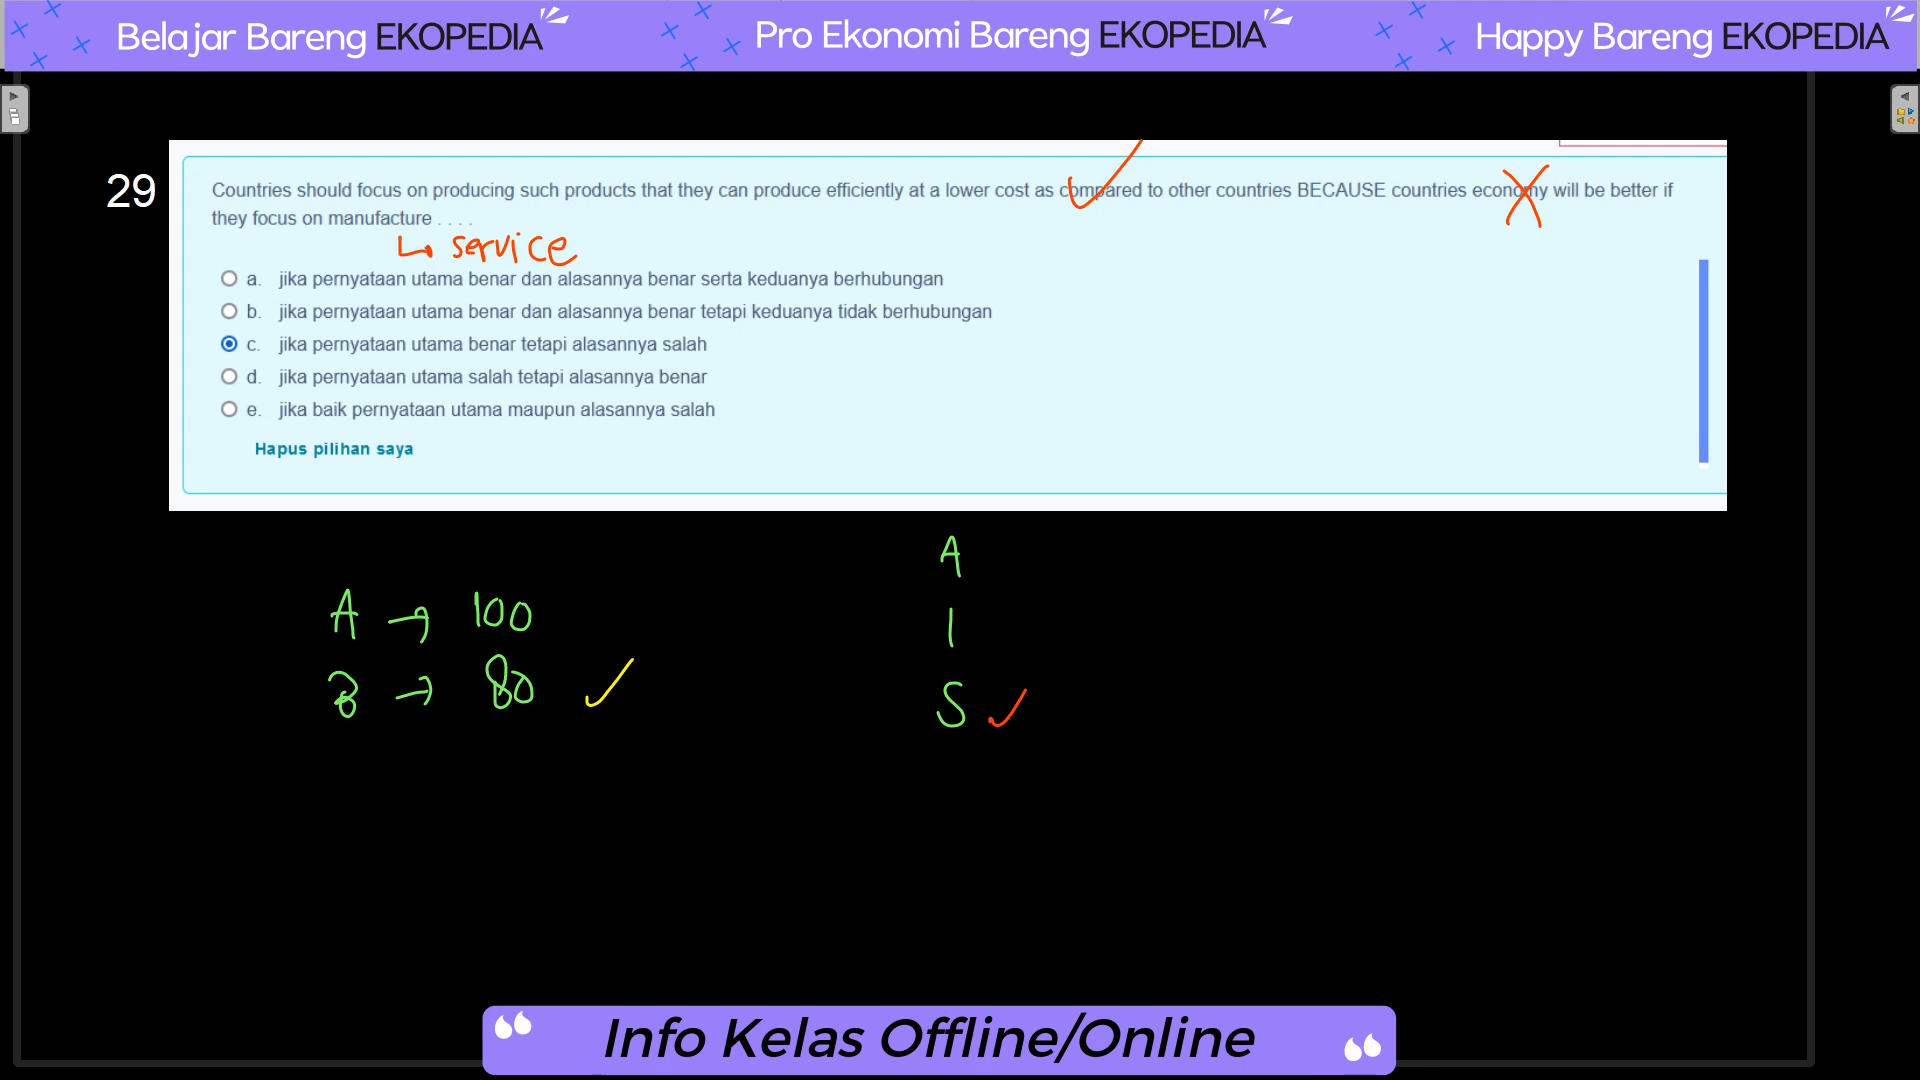 Belajar Bareng EKOPEDIA Pro Ekonomi Bareng EKOPEDIA Happy Bareng EKOPEDIA
29
Countries should focus on producing such products that they can produce efficiently at a lower cost as compared to other countries BECAUSE countries economy will be better if
they focus on manufacture . . . .
service
a. jika pernyataan utama benar dan alasannya benar serta keduanya berhubungan
b. jika pernyataan utama benar dan alasannya benar tetapi keduanya tidak berhubungan
c. jika pernyataan utama benar tetapi alasannya salah
d. jika pernyataan utama salah tetapi alasannya benar
e. jika baik pernyataan utama maupun alasannya salah
Hapus pilihan saya
A → 100
B → 80
A
I
S
Info Kelas Offline/Online